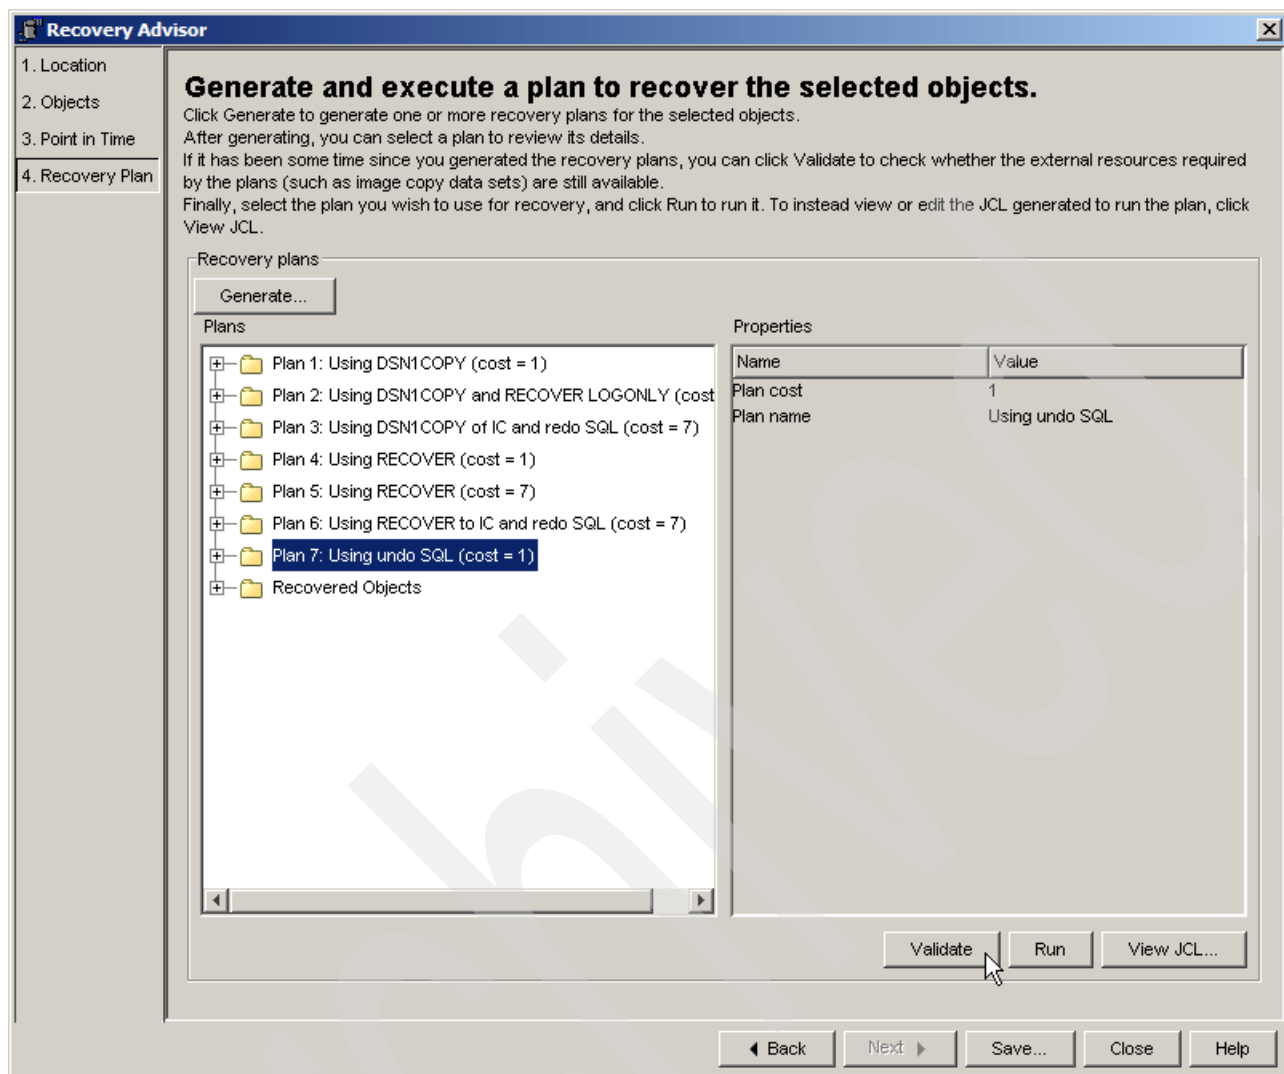 Recovery Advisor
1. Location
2. Objects
3. Point in Time
4. Recovery Plan
Generate and execute a plan to recover the selected objects.
Click Generate to generate one or more recovery plans for the selected objects.
After generating, you can select a plan to review its details.
If it has been some time since you generated the recovery plans, you can click Validate to check whether the external resources required
by the plans (such as image copy data sets) are still available.
Finally, select the plan you wish to use for recovery, and click Run to run it. To instead view or edit the JCL generated to run the plan, click
View JCL.
Recovery plans
Generate...
Plans
Plan 1: Using DSN1COPY (cost = 1)
Plan 2: Using DSN1COPY and RECOVER LOGONLY (cost
Plan 3: Using DSN1COPY of IC and redo SQL (cost = 7)
Plan 4: Using RECOVER (cost = 1)
Plan 5: Using RECOVER (cost = 7)
Plan 6: Using RECOVER to IC and redo SQL (cost = 7)
Plan 7: Using undo SQL (cost = 1)
Recovered Objects
Properties
Name Value
Plan cost 1
Plan name Using undo SQL
Validate Run View JCL...
Back Next Save... Close Help